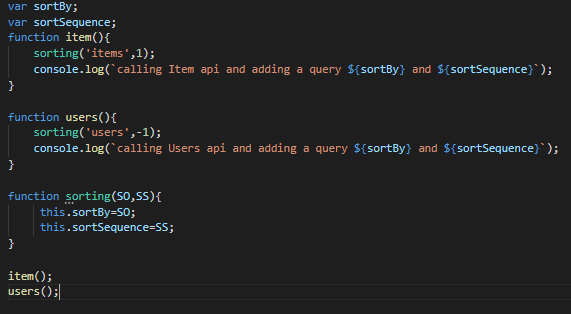 var sortBy;
var sortSequence;
function item(){
    sorting('items',1);
    console.log(`calling Item api and adding a query ${sortBy} and ${sortSequence}`);
}

function users(){
    sorting('users',-1);
    console.log(`calling Users api and adding a query ${sortBy} and ${sortSequence}`);
}

function sorting(SO,SS){
     this.sortBy=SO;
     this.sortSequence=SS;
}

item();
users();